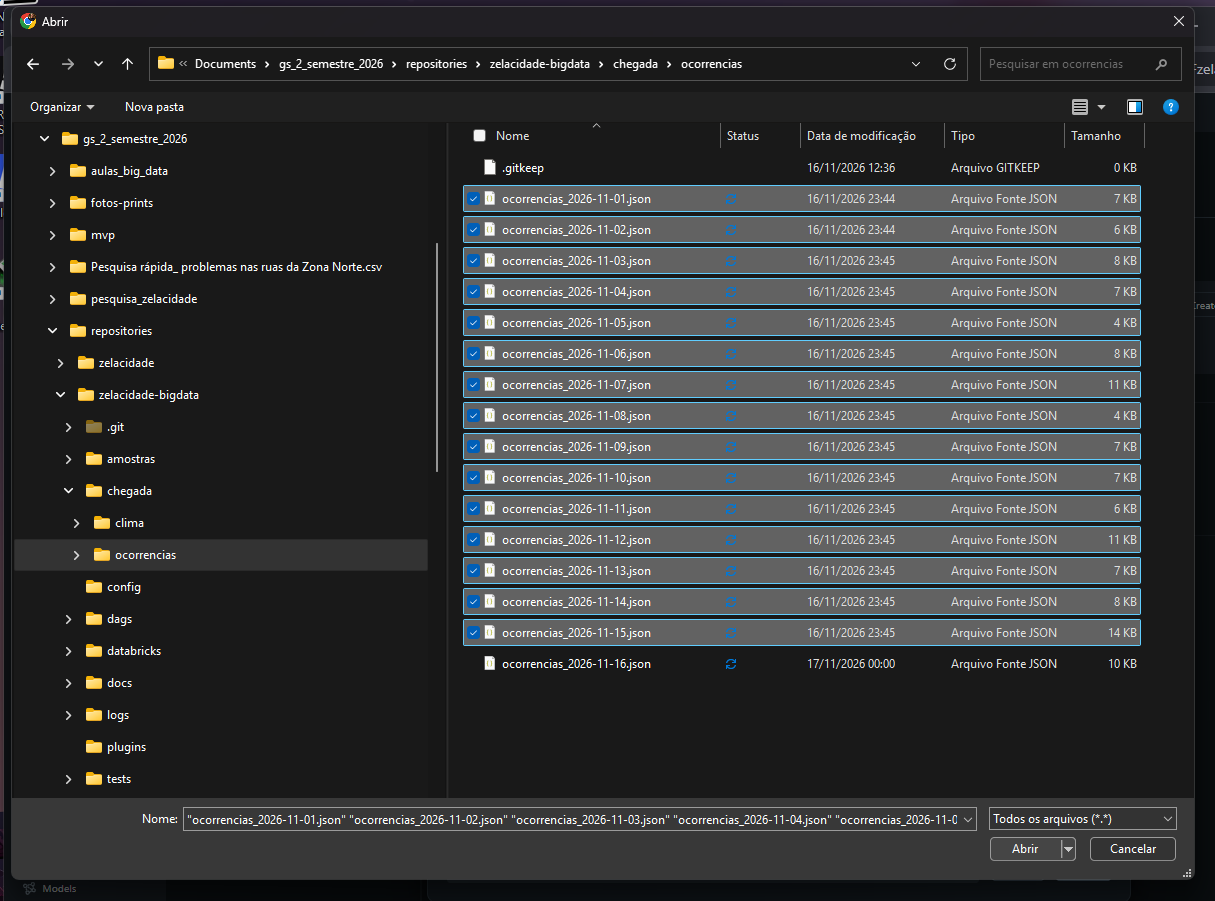 Abrir
Documents
gs_2_semestre_2026
repositories
zelacidade-bigdata
chegada
ocorrencias
Pesquisar em ocorrencias
Organizar
Nova pasta
gs_2_semestre_2026
aulas_big_data
fotos-prints
mvp
Pesquisa rápida_ problemas nas ruas da Zona Norte.csv
pesquisa_zelacidade
repositories
zelacidade
zelacidade-bigdata
.git
amostras
chegada
clima
ocorrencias
config
dags
databricks
docs
logs
plugins
tests
Nome Status Data de modificação Tipo Tamanho
.gitkeep 16/11/2026 12:36 Arquivo GITKEEP 0 KB
ocorrencias_2026-11-01.json 16/11/2026 23:44 Arquivo Fonte JSON 7 KB
ocorrencias_2026-11-02.json 16/11/2026 23:44 Arquivo Fonte JSON 6 KB
ocorrencias_2026-11-03.json 16/11/2026 23:45 Arquivo Fonte JSON 8 KB
ocorrencias_2026-11-04.json 16/11/2026 23:45 Arquivo Fonte JSON 7 KB
ocorrencias_2026-11-05.json 16/11/2026 23:45 Arquivo Fonte JSON 4 KB
ocorrencias_2026-11-06.json 16/11/2026 23:45 Arquivo Fonte JSON 8 KB
ocorrencias_2026-11-07.json 16/11/2026 23:45 Arquivo Fonte JSON 11 KB
ocorrencias_2026-11-08.json 16/11/2026 23:45 Arquivo Fonte JSON 4 KB
ocorrencias_2026-11-09.json 16/11/2026 23:45 Arquivo Fonte JSON 7 KB
ocorrencias_2026-11-10.json 16/11/2026 23:45 Arquivo Fonte JSON 7 KB
ocorrencias_2026-11-11.json 16/11/2026 23:45 Arquivo Fonte JSON 6 KB
ocorrencias_2026-11-12.json 16/11/2026 23:45 Arquivo Fonte JSON 11 KB
ocorrencias_2026-11-13.json 16/11/2026 23:45 Arquivo Fonte JSON 7 KB
ocorrencias_2026-11-14.json 16/11/2026 23:45 Arquivo Fonte JSON 8 KB
ocorrencias_2026-11-15.json 16/11/2026 23:45 Arquivo Fonte JSON 14 KB
ocorrencias_2026-11-16.json 17/11/2026 00:00 Arquivo Fonte JSON 10 KB
Nome: "ocorrencias_2026-11-01.json" "ocorrencias_2026-11-02.json" "ocorrencias_2026-11-03.json" "ocorrencias_2026-11-04.json" "ocorrencias_2026-11-0
Todos os arquivos (*.*)
Abrir
Cancelar
Models